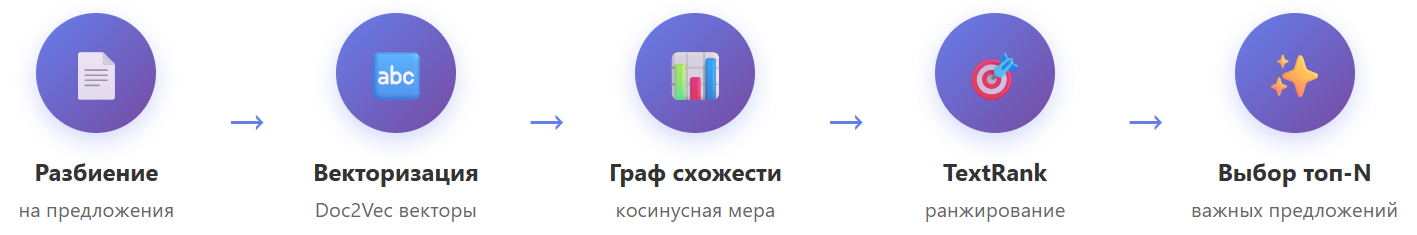 abc
→ → → →
Разбиение
на предложения
Векторизация
Doc2Vec векторы
Граф схожести
косинусная мера
TextRank
ранжирование
Выбор топ-N
важных предложений